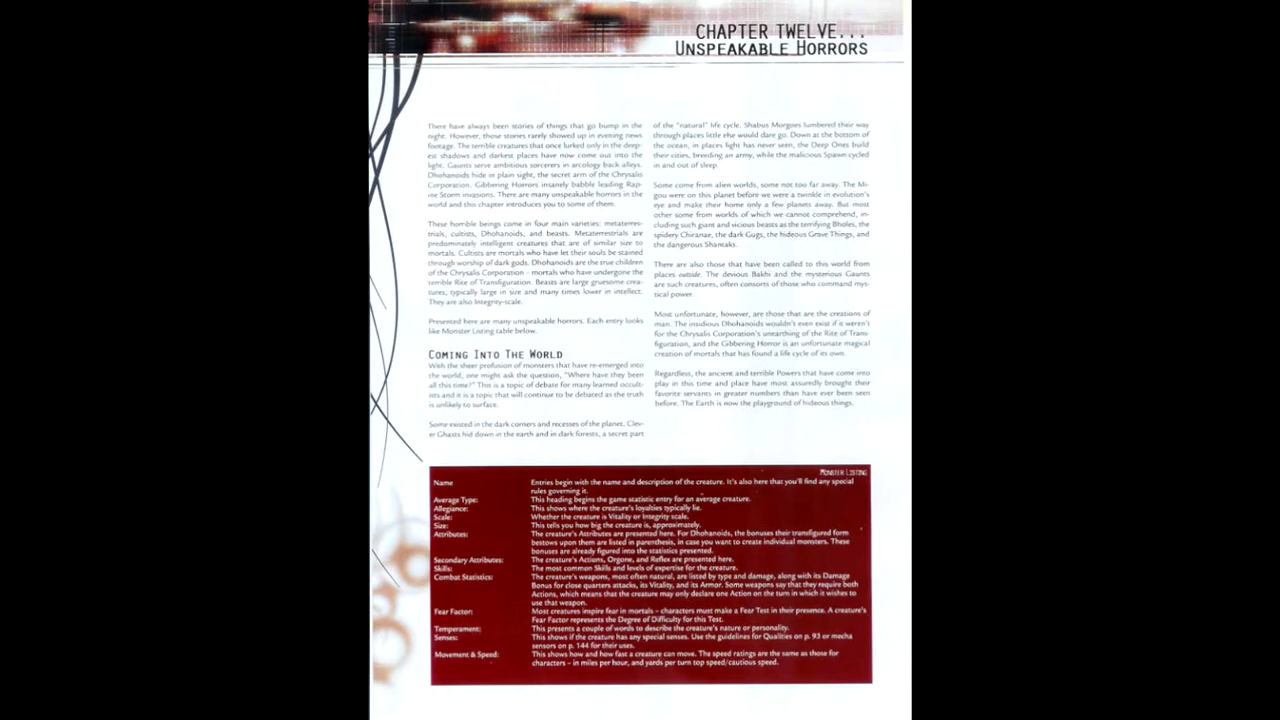 CHAPTER TWELVE...
UNSPEAKABLE HORRORS
There have always been stories of things that go bump in the
night. However, those stories rarely showed up in evening news
footage. The terrible creatures that once lurked only in the deep-
est shadows and darkest places have now come out into the
light. Gaunts serve ambitious sorcerers in arcology back alleys.
Dhohanoids hide in plain sight, the secret arm of the Chrysalis
Corporation. Gibbering Horrors insanely babble leading Rap-
ine Storm invasions. There are many unspeakable horrors in the
world and this chapter introduces you to some of them.
These horrible beings come in four main varieties: metaterres-
trials, cultists, Dhohanoids, and beasts. Metaterrestrials are
predominately intelligent creatures that are of similar size to
mortals. Cultists are mortals who have let their souls be stained
through worship of dark gods. Dhohanoids are the true children
of the Chrysalis Corporation – mortals who have undergone the
terrible Rite of Transfiguration. Beasts are large gruesome crea-
tures, typically large in size and many times lower in intellect.
They are also Integrity-scale.
Presented here are many unspeakable horrors. Each entry looks
like Monster Listing table below.
COMING INTO THE WORLD
With the sheer profusion of monsters that have re-emerged into
the world, one might ask the question, "Where have they been
all this time?" This is a topic of debate for many learned occult-
ists and it is a topic that will continue to be debated as the truth
is unlikely to surface.
Some existed in the dark corners and recesses of the planet. Clev-
er Ghasts hid down in the earth and in dark forests, a secret part
of the "natural" life cycle. Shabus Morgoes lumbered their way
through places little else would dare go. Down at the bottom of
the ocean, in places light has never seen, the Deep Ones build
their cities, breeding an army, while the malicious Spawn cycled
in and out of sleep.
Some come from alien worlds, some not too far away. The Mi-
gou were on this planet before we were a twinkle in evolution's
eye and make their home only a few planets away. But most
other some from worlds of which we cannot comprehend, in-
cluding such giant and vicious beasts as the terrifying Bholes, the
spidery Chiranae, the dark Gugs, the hideous Grave Things, and
the dangerous Shantaks.
There are also those that have been called to this world from
places outside. The devious Bakhi and the mysterious Gaunts
are such creatures, often consorts of those who command mys-
tical power.
Most unfortunate, however, are those that are the creations of
man. The insidious Dhohanoids wouldn't even exist if it weren't
for the Chrysalis Corporation's unearthing of the Rite of Trans-
figuration, and the Gibbering Horror is an unfortunate magical
creation of mortals that has found a life cycle of its own.
Regardless, the ancient and terrible Powers that have come into
play in this time and place have most assuredly brought their
favorite servants in greater numbers than have ever been seen
before. The Earth is now the playground of hideous things.
MONSTER LISTING
Name Entries begin with the name and description of the creature. It's also here that you'll find any special
rules governing it.
Average Type: This heading begins the game statistic entry for an average creature.
Allegiance: This shows where the creature's loyalties typically lie.
Scale: Whether the creature is Vitality or Integrity scale.
Size: This tells you how big the creature is, approximately.
Attributes: The creature's Attributes are presented here. For Dhohanoids, the bonuses their transfigured form
bestows upon them are listed in parenthesis, in case you want to create individual monsters. These
bonuses are already figured into the statistics presented.
Secondary Attributes: The creature's Actions, Orgone, and Reflex are presented here.
Skills: The most common Skills and levels of expertise for the creature.
Combat Statistics: The creature's weapons, most often natural, are listed by type and damage, along with its Damage
Bonus for close quarters attacks, its Vitality, and its Armor. Some weapons say that they require both
Actions, which means that the creature may only declare one Action on the turn in which it wishes to
use that weapon.
Fear Factor: Most creatures inspire fear in mortals – characters must make a Fear Test in their presence. A creature's
Fear Factor represents the Degree of Difficulty for this Test.
Temperament: This presents a couple of words to describe the creature's nature or personality.
Senses: This shows if the creature has any special senses. Use the guidelines for Qualities on p. 93 or mecha
sensors on p. 144 for their uses.
Movement & Speed: This shows how and how fast a creature can move. The speed ratings are the same as those for
characters – in miles per hour, and yards per turn top speed/cautious speed.